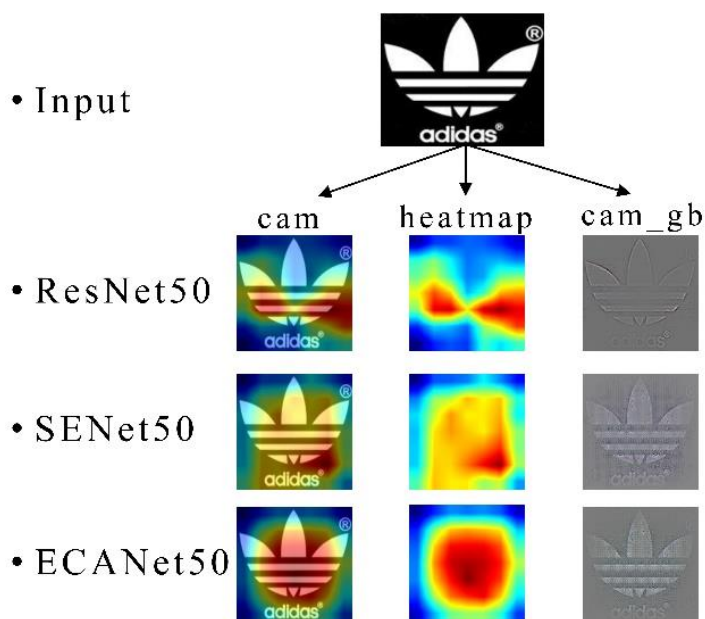 ®
• Input
adidas®
cam heatmap cam_gb
®
• ResNet50
adidas®
®
• SENet50
adidas®
®
• ECANet50
adidas®